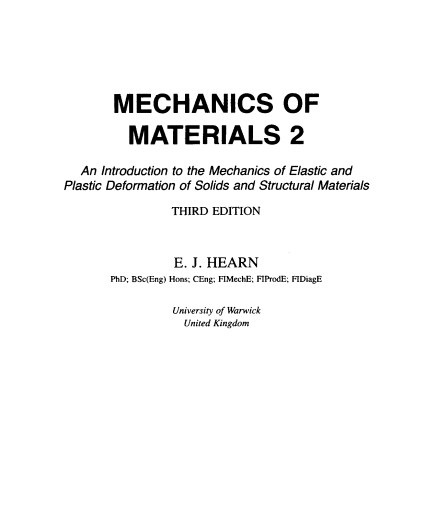 MECHANICS OF
MATERIALS 2
An Introduction to the Mechanics of Elastic and
Plastic Deformation of Solids and Structural Materials
THIRD EDITION
E. J. HEARN
PhD; BSc(Eng) Hons; CEng; FIMechE; FIProdE; FIDiagE
University of Warwick
United Kingdom